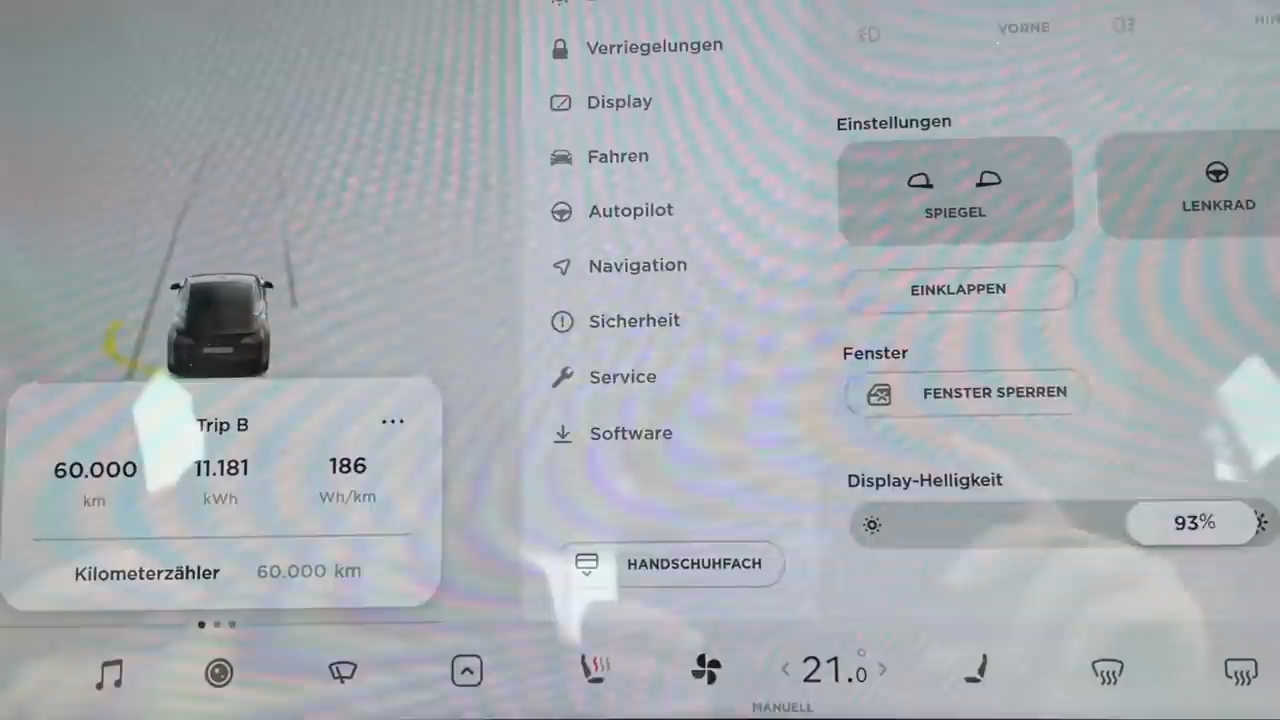 Trip B
60.000 11.181 186
km kWh Wh/km
Kilometerzähler 60.000 km
Verriegelungen
Display
Fahren
Autopilot
Navigation
Sicherheit
Service
Software
HANDSCHUHFACH
VORNE
Einstellungen
SPIEGEL LENKRAD
EINKLAPPEN
Fenster
FENSTER SPERREN
Display-Helligkeit
93%
21.0°
MANUELL